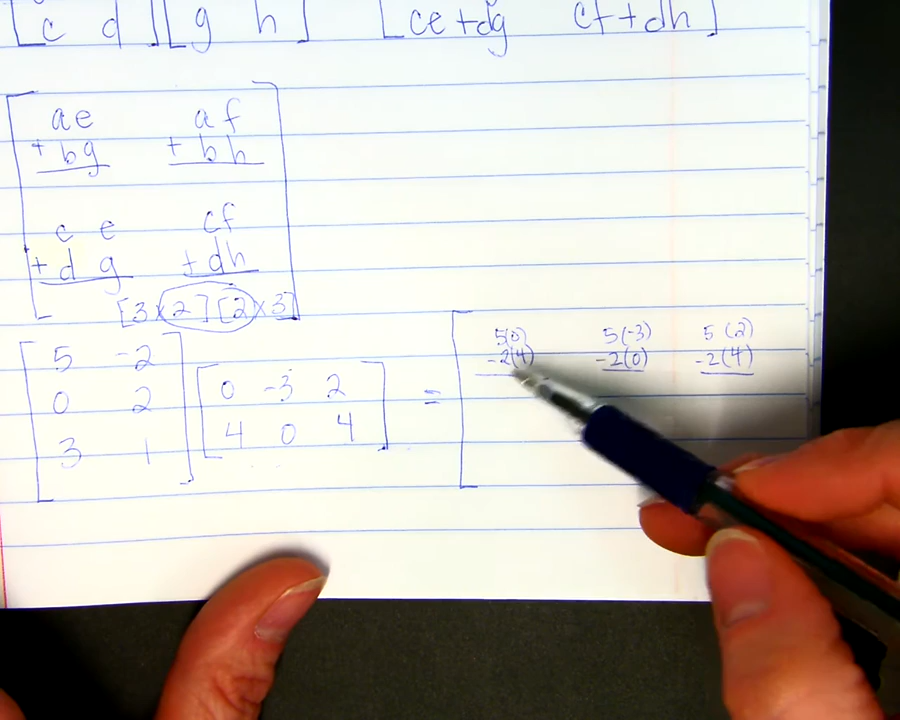 [c d][g h] [ce+dg cf+dh]
ae af
+bg +bh
ce cf
+dg +dh
[3×2][2×3]
5 -2
0 2
3 1
0 -3 2
4 0 4
=
5(0) 5(-3) 5(2)
-2(4) -2(0) -2(4)